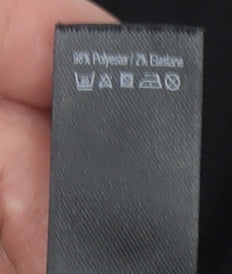 98% Polyester / 2% Elastane